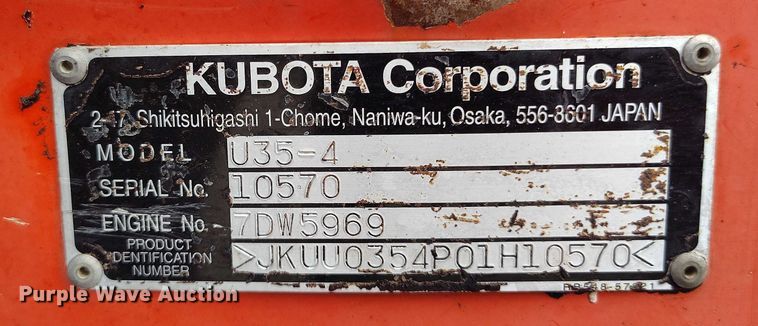 KUBOTA Corporation
2-47, Shikitsuhigashi 1-Chome, Naniwa-ku, Osaka, 556-8601 JAPAN
MODEL U35-4
SERIAL No. 10570
ENGINE No. 7DW5969
PRODUCT
IDENTIFICATION
NUMBER >JKUU0354P01H10570<
Purple Wave Auction